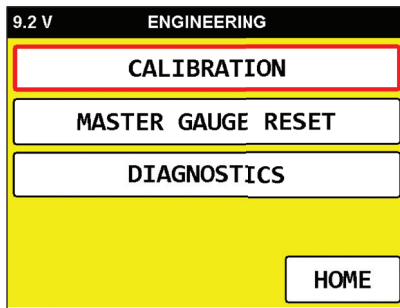 9.2 V ENGINEERING
CALIBRATION
MASTER GAUGE RESET
DIAGNOSTICS
HOME